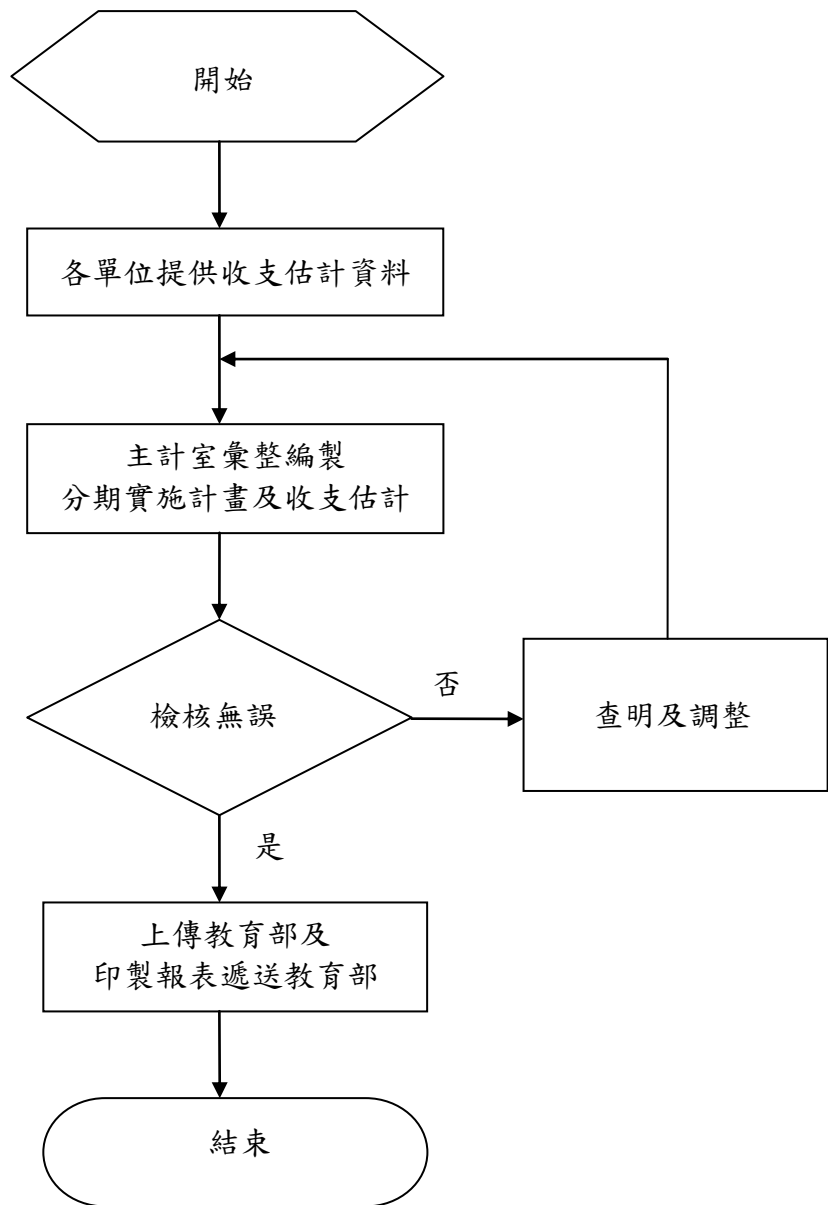 開始
各單位提供收支估計資料
主計室彙整編製
分期實施計畫及收支估計
檢核無誤
否
查明及調整
是
上傳教育部及
印製報表遞送教育部
結束